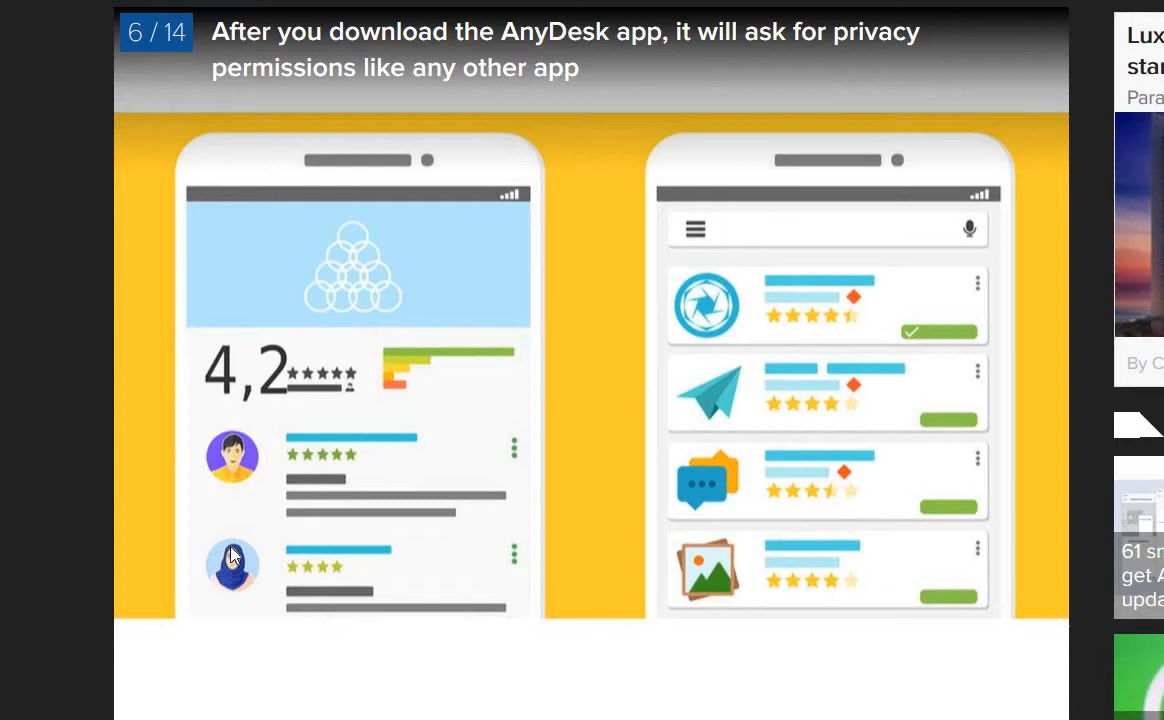 6 / 14
After you download the AnyDesk app, it will ask for privacy
permissions like any other app
4,2
Lux
star
Para
By C
61 sm
get A
upda